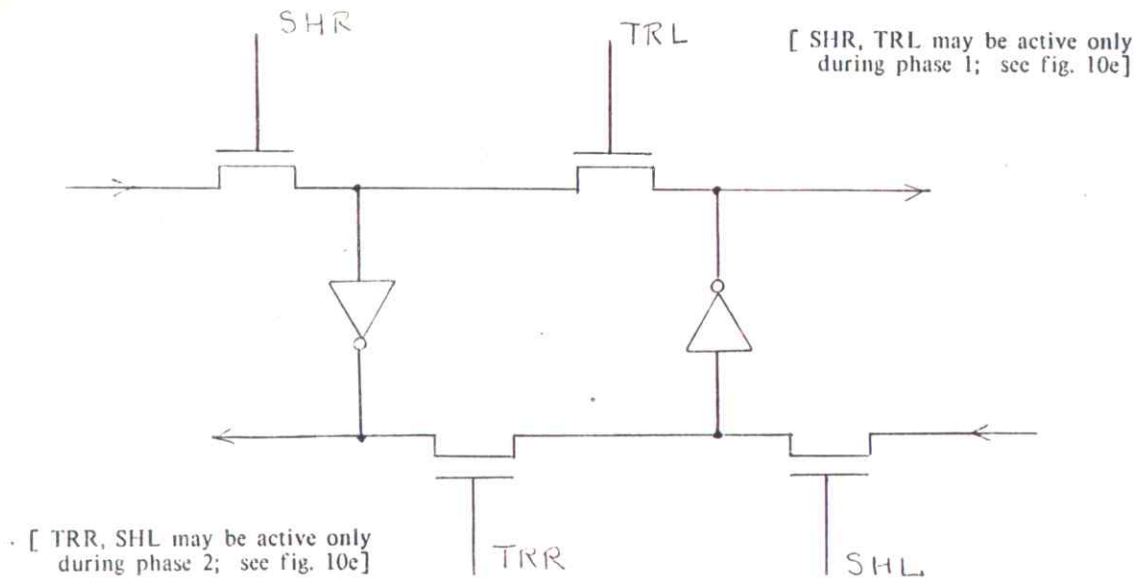 SHR
TRL
[ SHR, TRL may be active only
during phase 1; see fig. 10e]
. [ TRR, SHL may be active only
during phase 2; see fig. 10e]
TRR
SHL